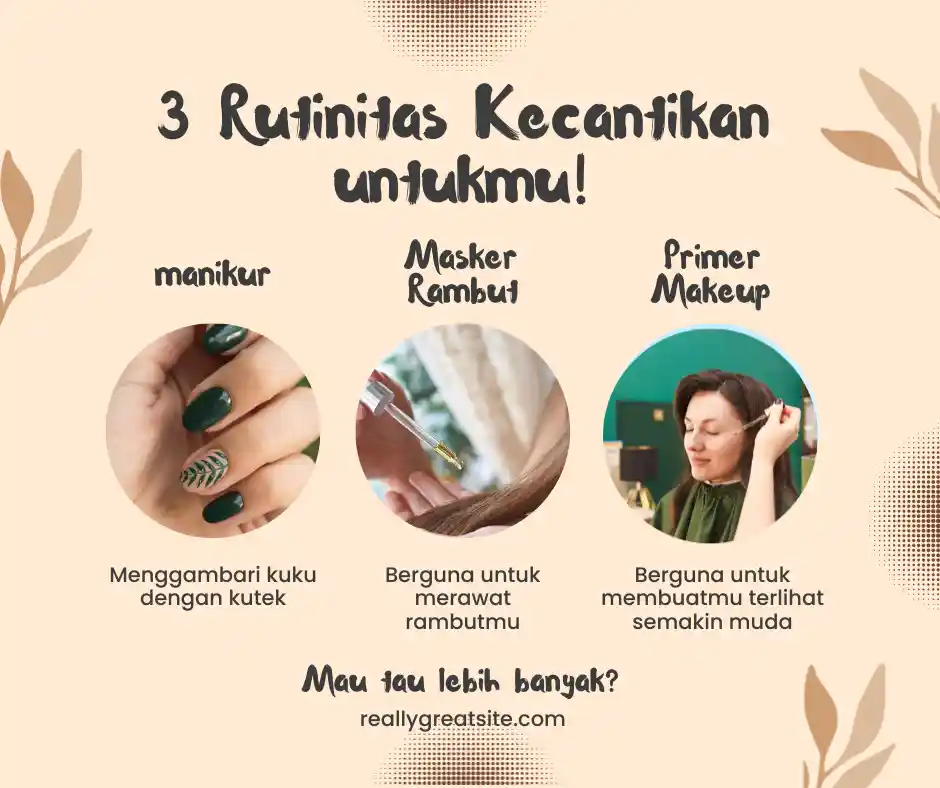 3 Rutinitas Kecantikan
untukmu!
manikur
Masker
Rambut
Primer
Makeup
Menggambari kuku
dengan kutek
Berguna untuk
merawat
rambutmu
Berguna untuk
membuatmu terlihat
semakin muda
Mau tau lebih banyak?
reallygreatsite.com